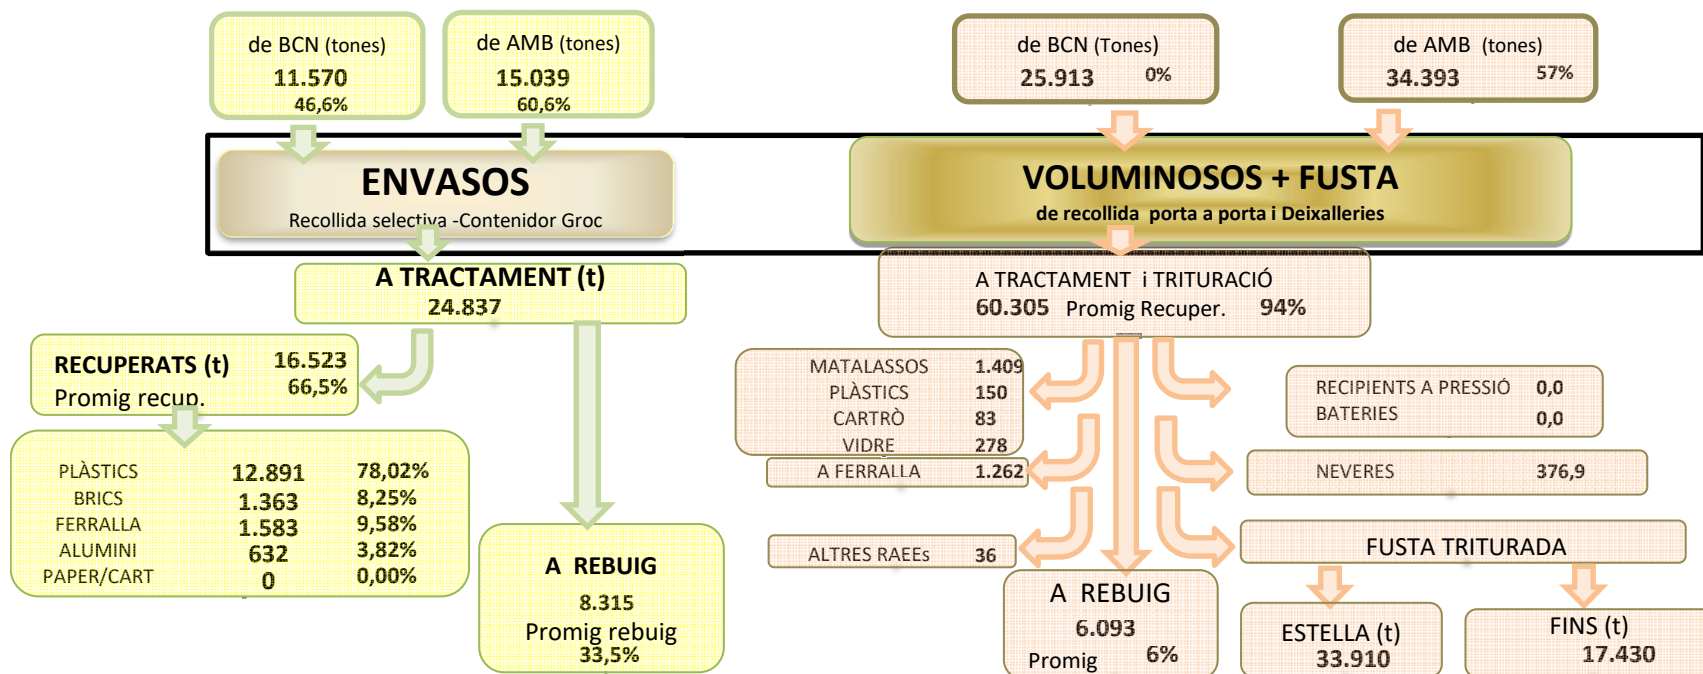 de BCN (tones)
11.570
46,6%
de AMB (tones)
15.039
60,6%
de BCN (Tones)
25.913 0%
de AMB (tones)
34.393 57%
ENVASOS
Recollida selectiva -Contenidor Groc
VOLUMINOSOS + FUSTA
de recollida porta a porta i Deixalleries
A TRACTAMENT (t)
24.837
A TRACTAMENT i TRITURACIÓ
60.305 Promig Recuper. 94%
RECUPERATS (t) 16.523
Promig recup. 66,5%
PLÀSTICS 12.891 78,02%
BRICS 1.363 8,25%
FERRALLA 1.583 9,58%
ALUMINI 632 3,82%
PAPER/CART 0 0,00%
A REBUIG
8.315
Promig rebuig
33,5%
MATALASSOS 1.409
PLÀSTICS 150
CARTRÒ 83
VIDRE 278
A FERRALLA 1.262
ALTRES RAEEs 36
A REBUIG
6.093
Promig 6%
RECIPIENTS A PRESSIÓ 0,0
BATERIES 0,0
NEVERES 376,9
FUSTA TRITURADA
ESTELLA (t)
33.910
FINS (t)
17.430